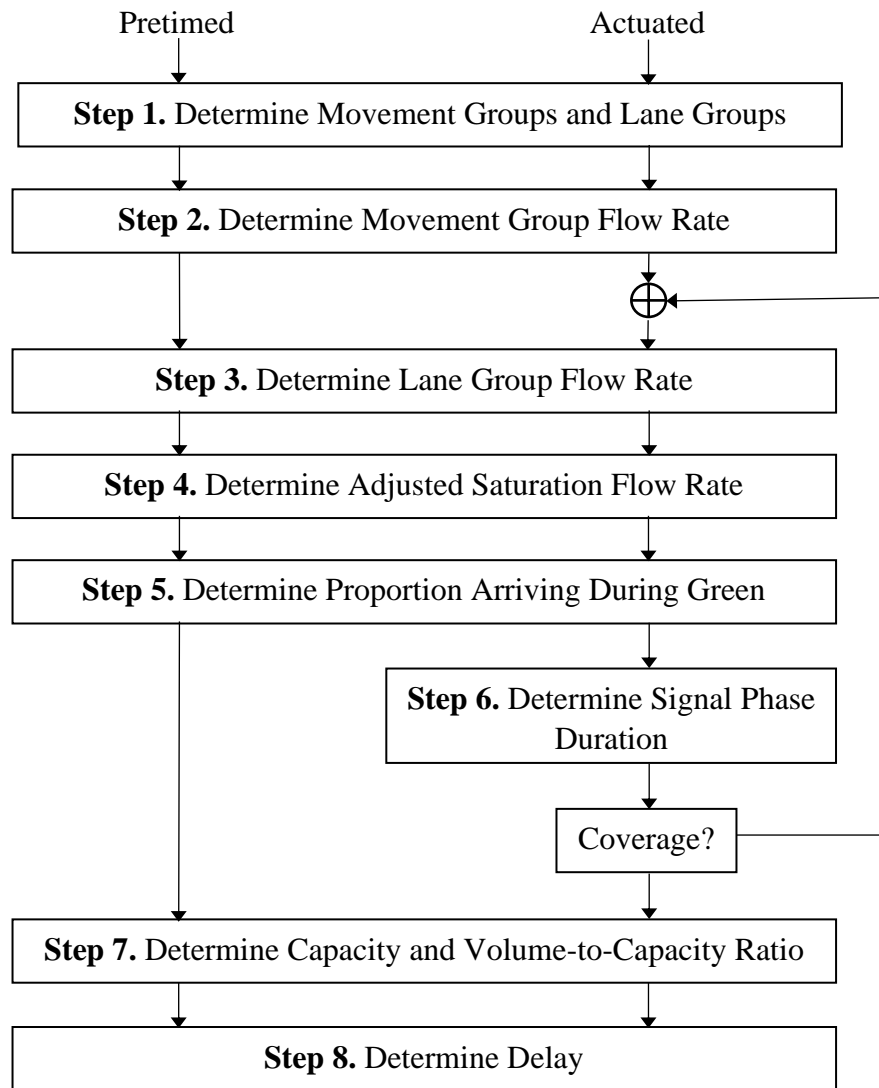 Pretimed
Actuated
Step 1. Determine Movement Groups and Lane Groups
Step 2. Determine Movement Group Flow Rate
Step 3. Determine Lane Group Flow Rate
Step 4. Determine Adjusted Saturation Flow Rate
Step 5. Determine Proportion Arriving During Green
Step 6. Determine Signal Phase
Duration
Coverage?
Step 7. Determine Capacity and Volume-to-Capacity Ratio
Step 8. Determine Delay